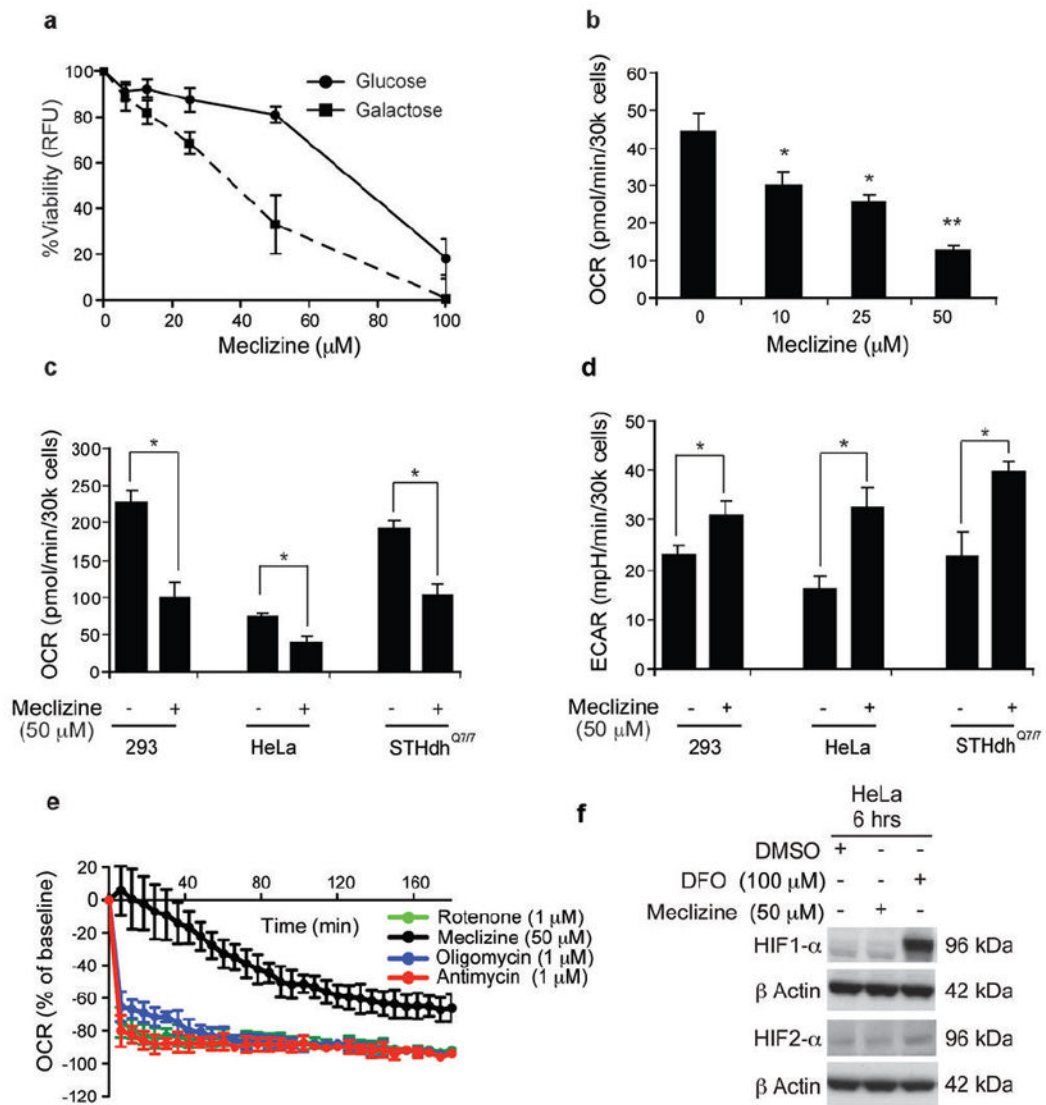 a
100
80
60
40
20
0
%Viability (RFU)
Glucose
Galactose
0 20 40 60 80 100
Meclizine (μM)
b
60
50
40
30
20
10
0
OCR (pmol/min/30k cells)
*
*
**
0 10 25 50
Meclizine (μM)
c
300
250
200
150
100
50
0
OCR (pmol/min/30k cells)
*
*
*
Meclizine - + - + - +
(50 μM)
293 HeLa STHdh^Q7/7
d
50
40
30
20
10
0
ECAR (mpH/min/30k cells)
*
*
*
Meclizine - + - + - +
(50 μM)
293 HeLa STHdh^Q7/7
e
20
0
-20
-40
-60
-80
-100
-120
OCR (% of baseline)
40 80 120 160
Time (min)
Rotenone (1 μM)
Meclizine (50 μM)
Oligomycin (1 μM)
Antimycin (1 μM)
f
HeLa
6 hrs
DMSO + - -
DFO (100 μM) - - +
Meclizine (50 μM) - + -
HIF1-α 96 kDa
β Actin 42 kDa
HIF2-α 96 kDa
β Actin 42 kDa